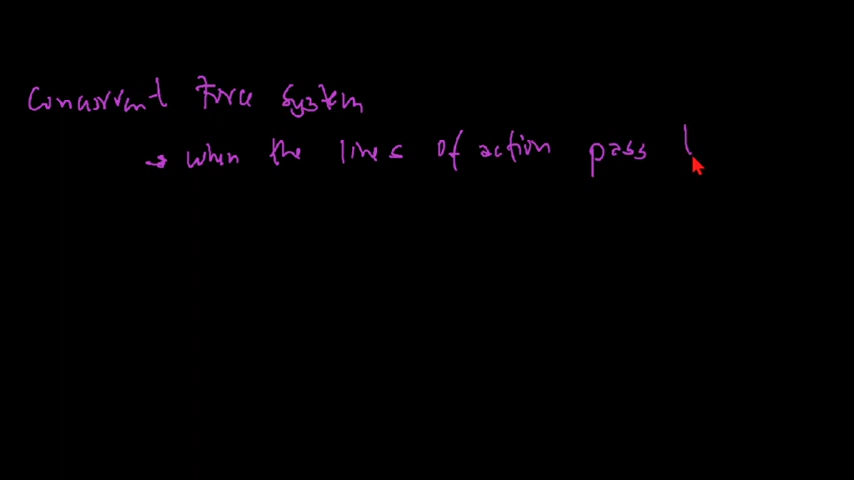 Concurrent Force System
→ when the lines of action pass